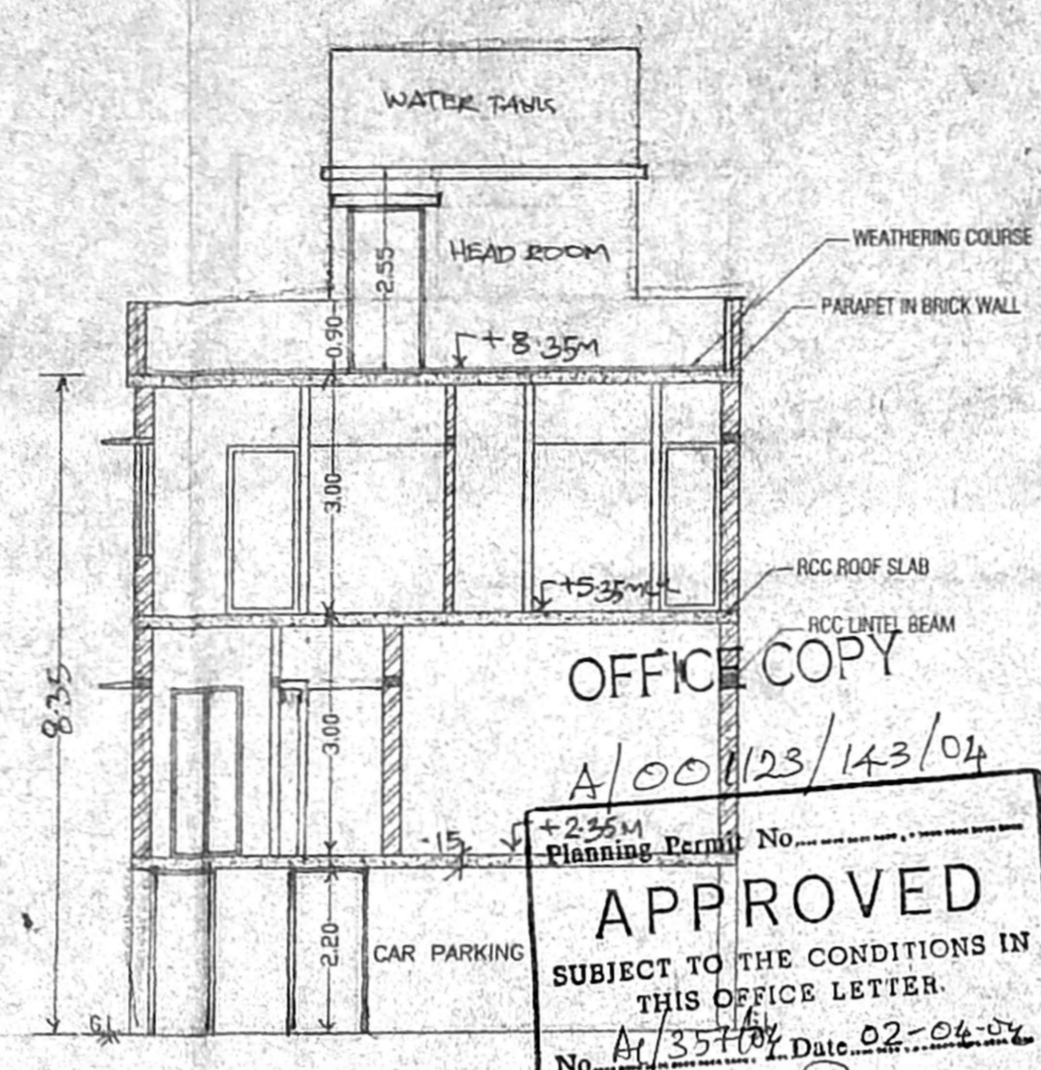 WATER TANK
HEAD ROOM
WEATHERING COURSE
PARAPET IN BRICK WALL
2.55
0.90
+8.35M
3.00
+5.35M
RCC ROOF SLAB
RCC LINTEL BEAM
OFFICE COPY
8.35
3.00
A/001123/143/04
.15
+2.35M
Planning Permit No.
APPROVED
2.20
CAR PARKING
SUBJECT TO THE CONDITIONS IN
THIS OFFICE LETTER.
GL
No. Date 02-04-04